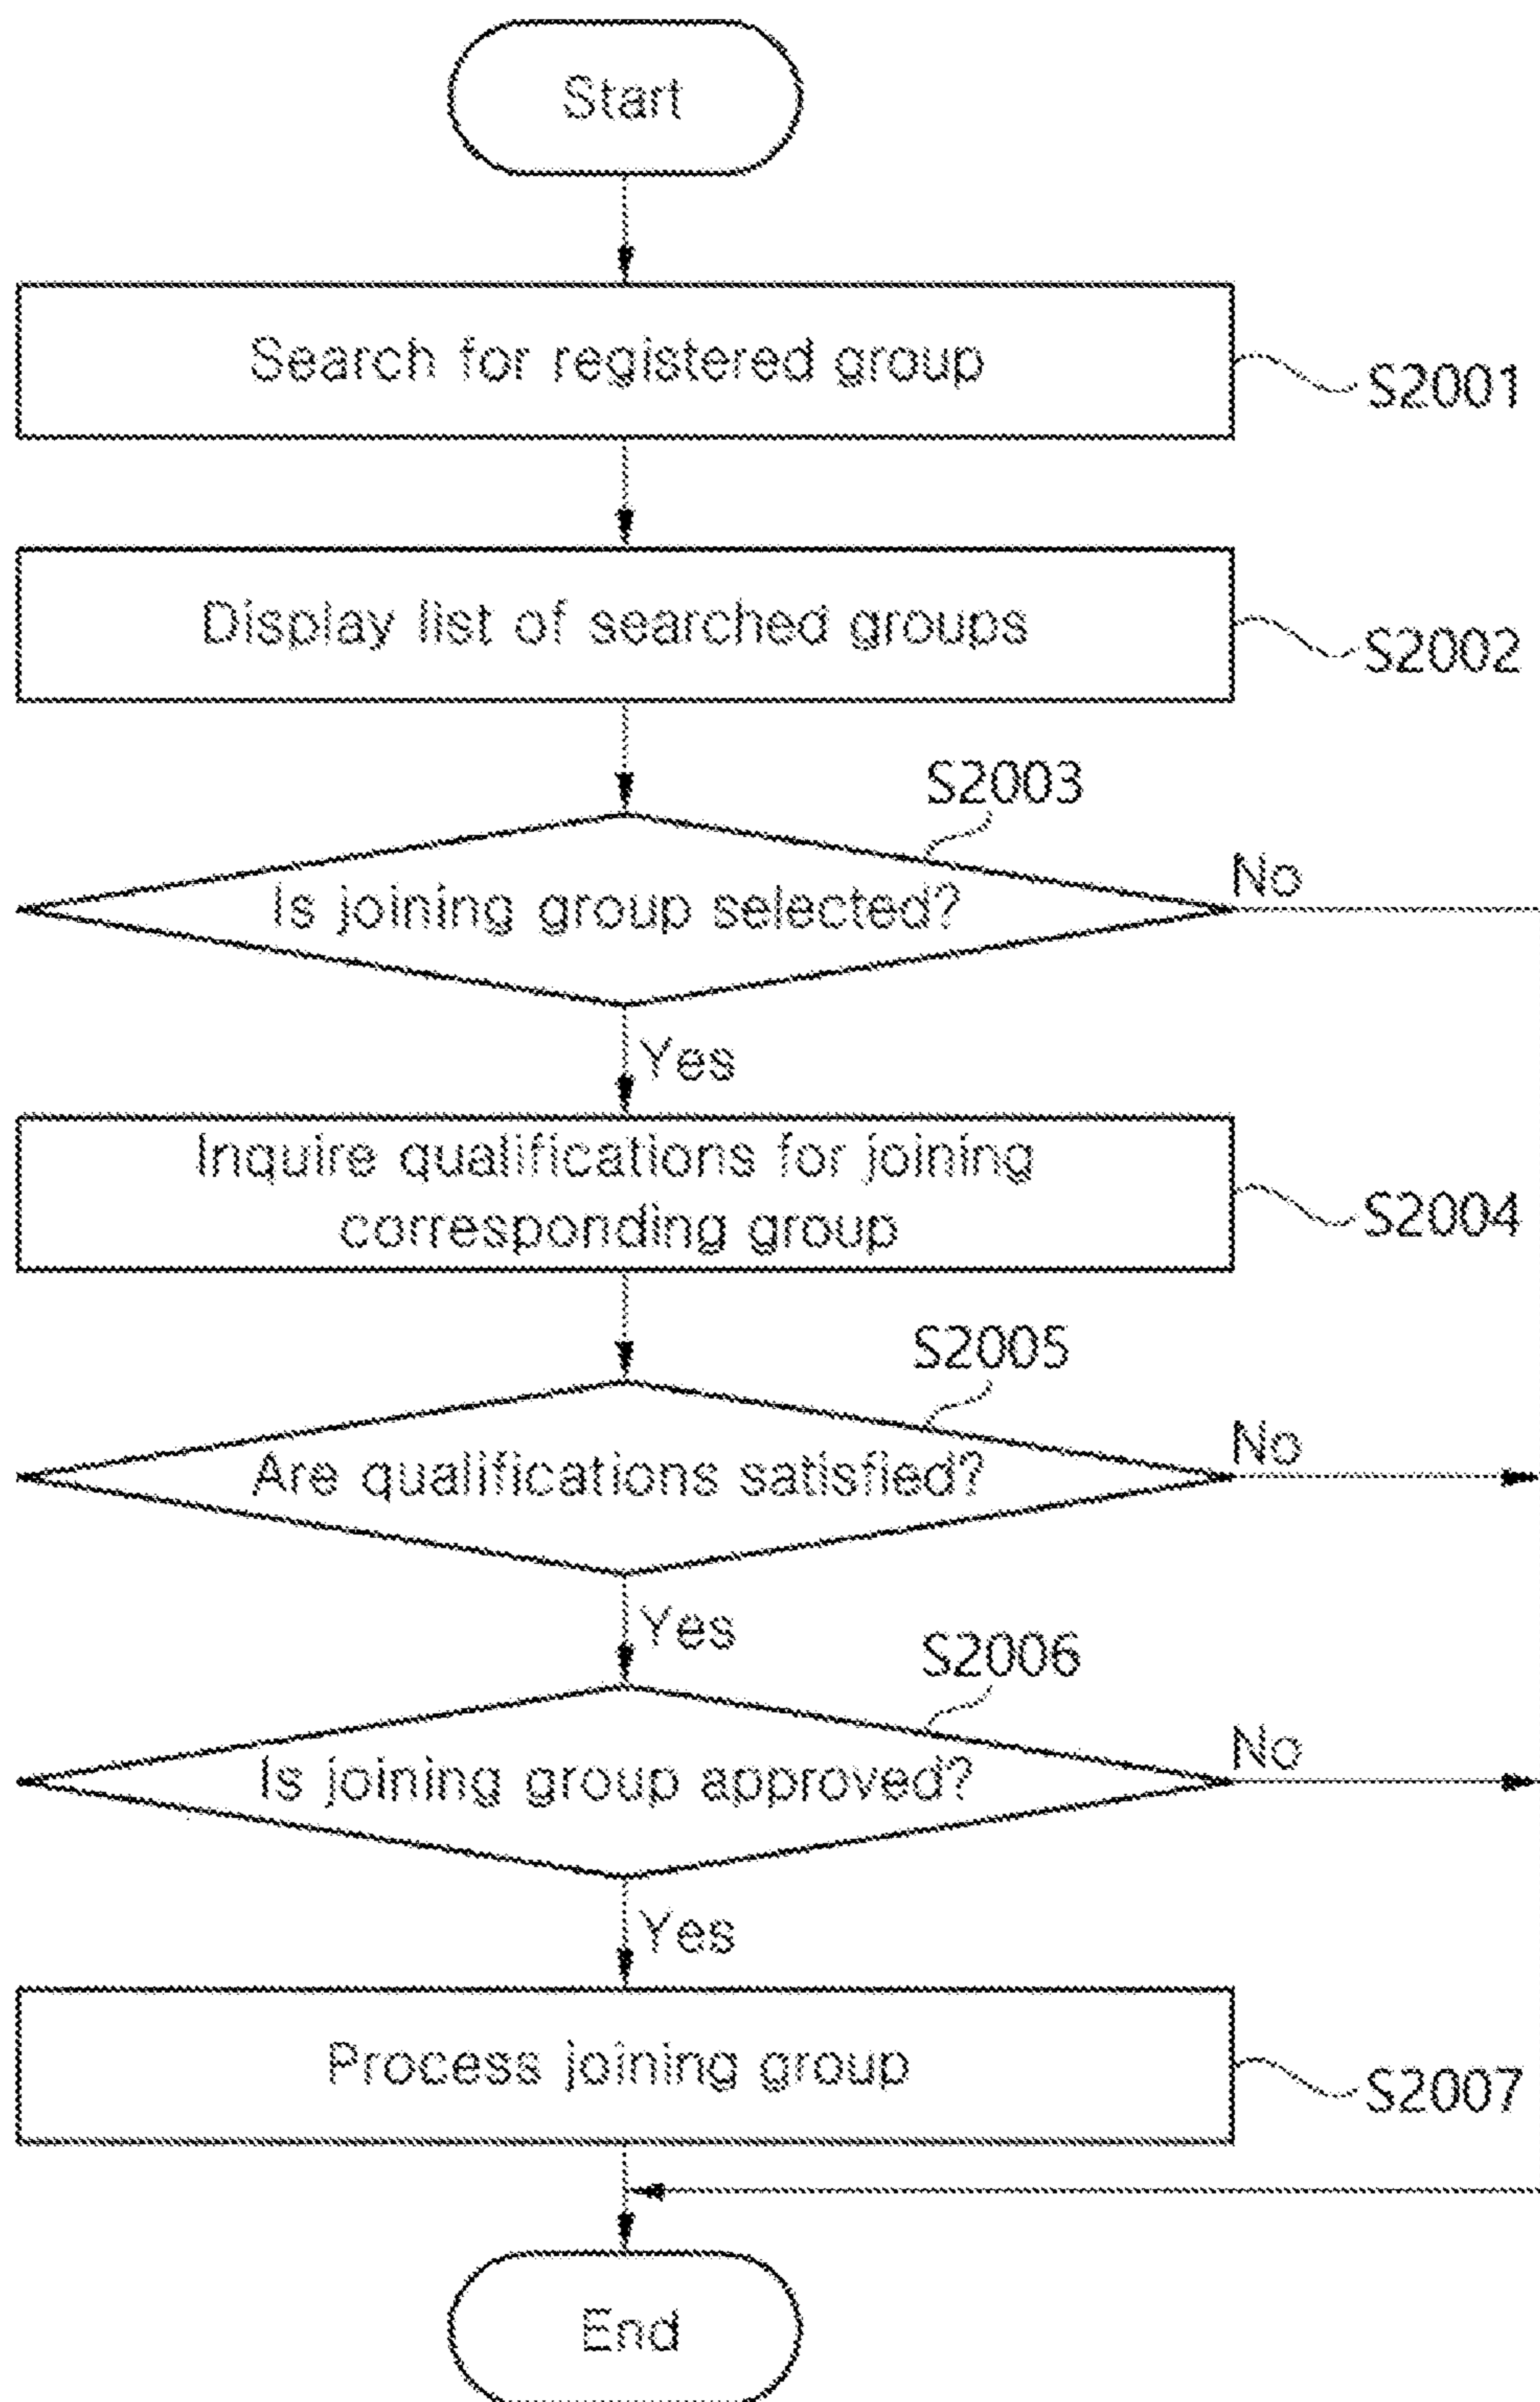 Start
Search for registered group
S2001
Display list of searched groups
S2002
S2003
Is joining group selected?
No
Yes
Inquire qualifications for joining
corresponding group
S2004
S2005
Are qualifications satisfied?
No
Yes
S2006
Is joining group approved?
No
Yes
Process joining group
S2007
End